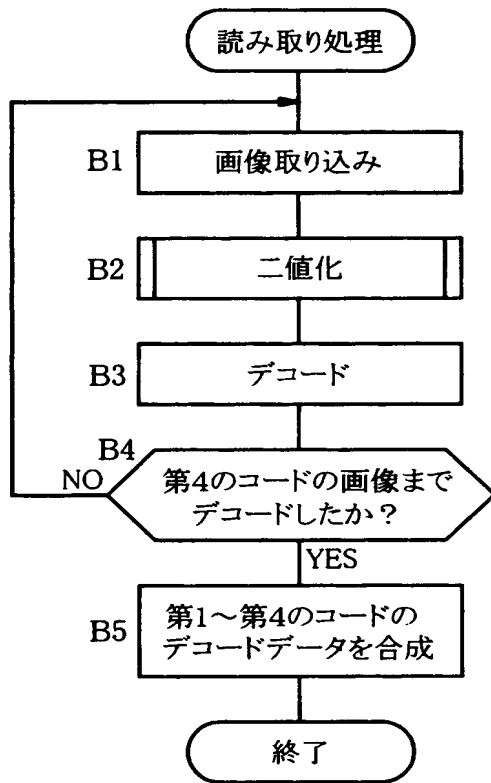 読み取り処理
B1
画像取り込み
B2
二値化
B3
デコード
B4
NO
第4のコードの画像まで
デコードしたか？
YES
B5
第1～第4のコードの
デコードデータを合成
終了